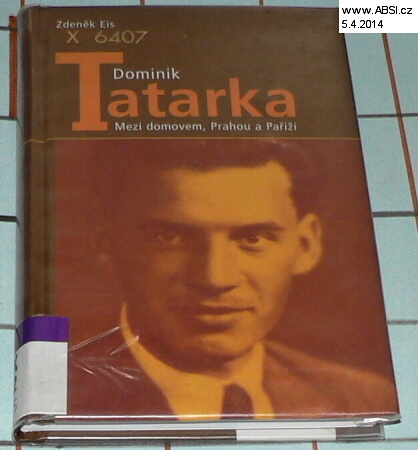 www.ABSI.cz
5.4.2014
Zdeněk Eis
X 6407
Dominik
Tatarka
Mezi domovem, Prahou a Paříží